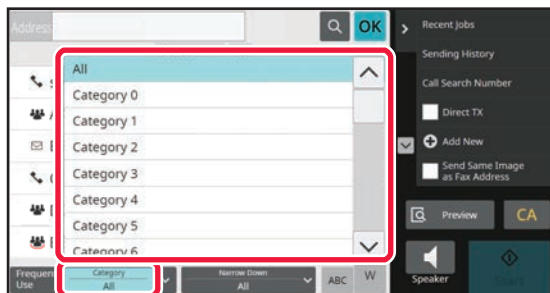 Address
OK
Recent Jobs
Sending History
Call Search Number
Direct TX
Add New
Send Same Image
as Fax Address
Preview
CA
Speaker
Start
All
Category 0
Category 1
Category 2
Category 3
Category 4
Category 5
Category 6
Frequent
Use
Category
All
Narrow Down
All
ABC
W